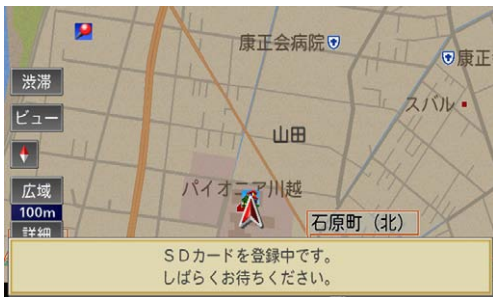 康正会病院
康正
渋滞
スバル
ビュー
山田
広域
パイオニア川越
100m
石原町（北）
詳細
SDカードを登録中です。
しばらくお待ちください。